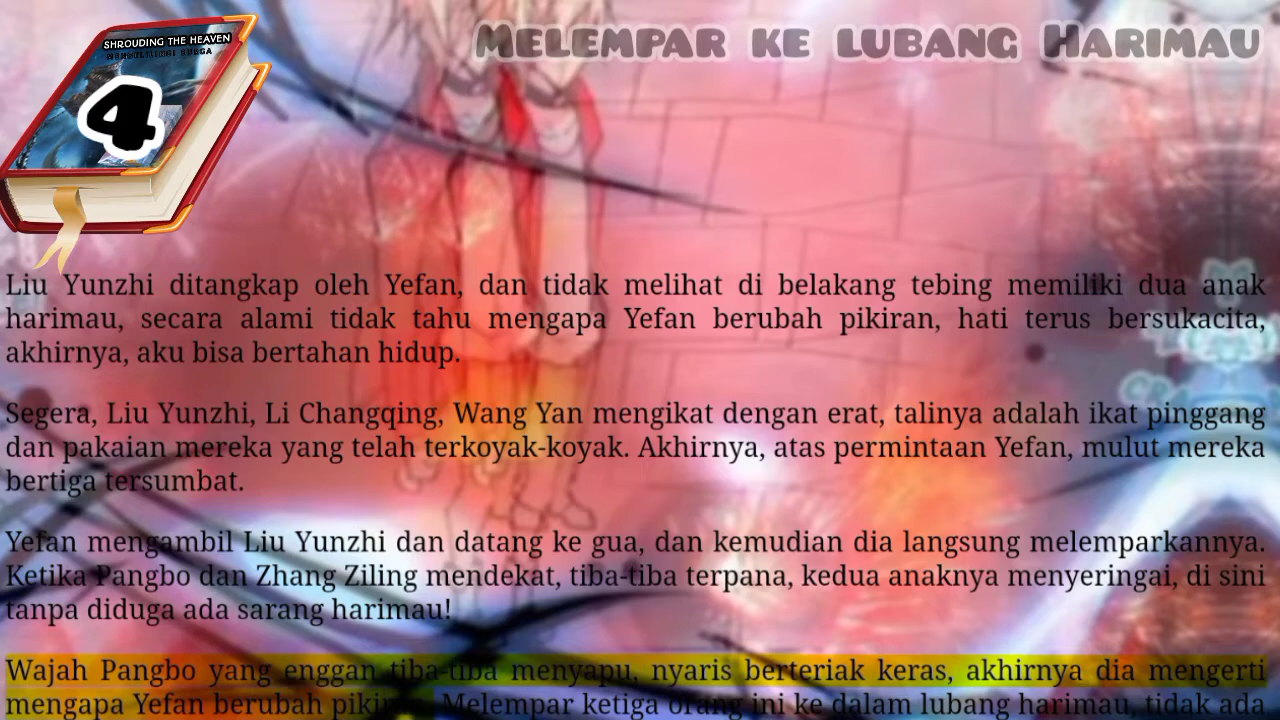 SHROUDING THE HEAVEN
4
Melempar ke lubang Harimau
Liu Yunzhi ditangkap oleh Yefan, dan tidak melihat di belakang tebing memiliki dua anak
harimau, secara alami tidak tahu mengapa Yefan berubah pikiran, hati terus bersukacita,
akhirnya, aku bisa bertahan hidup.
Segera, Liu Yunzhi, Li Changqing, Wang Yan mengikat dengan erat, talinya adalah ikat pinggang
dan pakaian mereka yang telah terkoyak-koyak. Akhirnya, atas permintaan Yefan, mulut mereka
bertiga tersumbat.
Yefan mengambil Liu Yunzhi dan datang ke gua, dan kemudian dia langsung melemparkannya.
Ketika Pangbo dan Zhang Ziling mendekat, tiba-tiba terpana, kedua anaknya menyeringai, di sini
tanpa diduga ada sarang harimau!
Wajah Pangbo yang enggan tiba-tiba menyapu, nyaris berteriak keras, akhirnya dia mengerti
mengapa Yefan berubah Melempar ketiga orang ini ke dalam lubang harimau, tidak ada